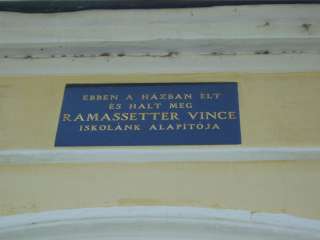 EBBEN A HÁZBAN ÉLT
ÉS HALT MEG
RAMASSETTER VINCE
ISKOLÁNK ALAPÍTÓJA